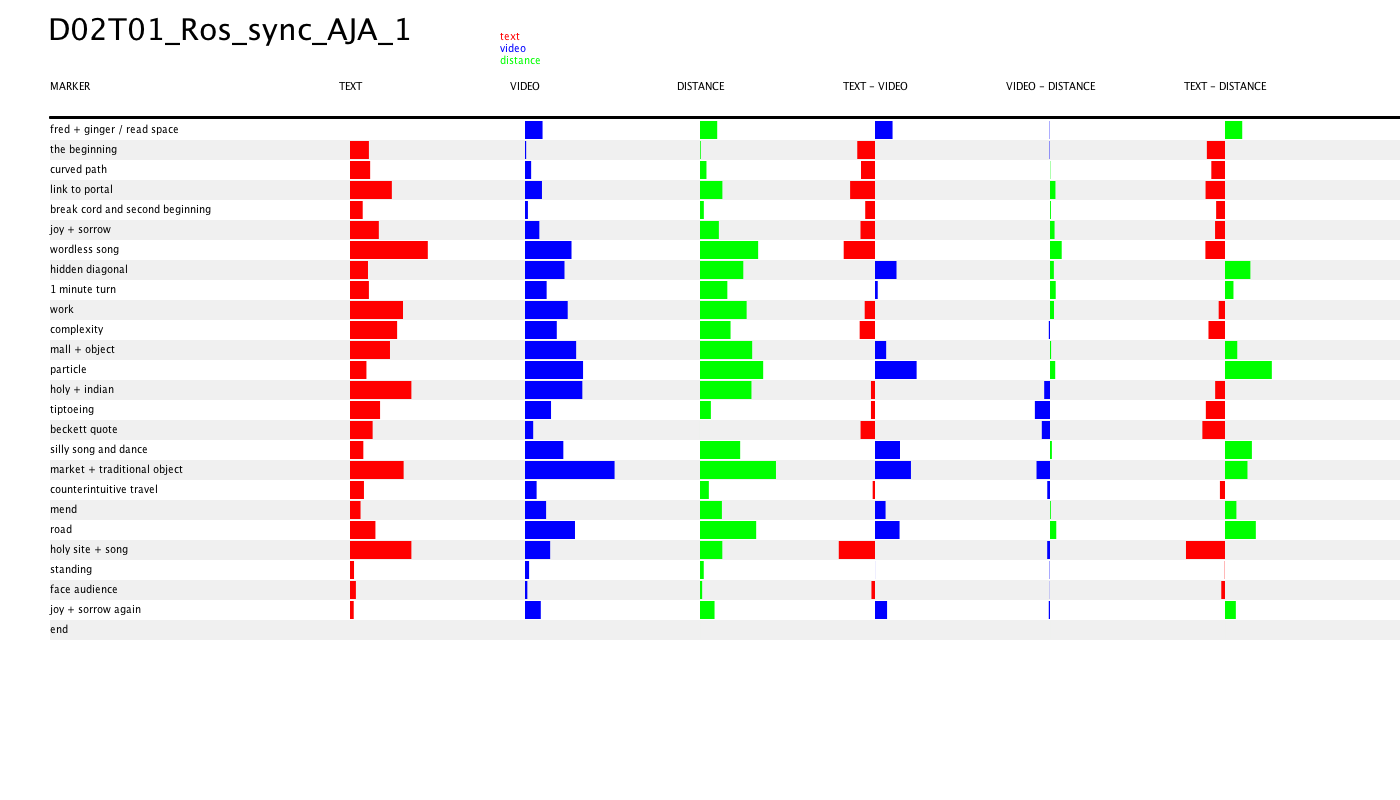 D02T01_Ros_sync_AJA_1
text
video
distance
MARKER TEXT VIDEO DISTANCE TEXT - VIDEO VIDEO - DISTANCE TEXT - DISTANCE
fred + ginger / read space
the beginning
curved path
link to portal
break cord and second beginning
joy + sorrow
wordless song
hidden diagonal
1 minute turn
work
complexity
mall + object
particle
holy + indian
tiptoeing
beckett quote
silly song and dance
market + traditional object
counterintuitive travel
mend
road
holy site + song
standing
face audience
joy + sorrow again
end